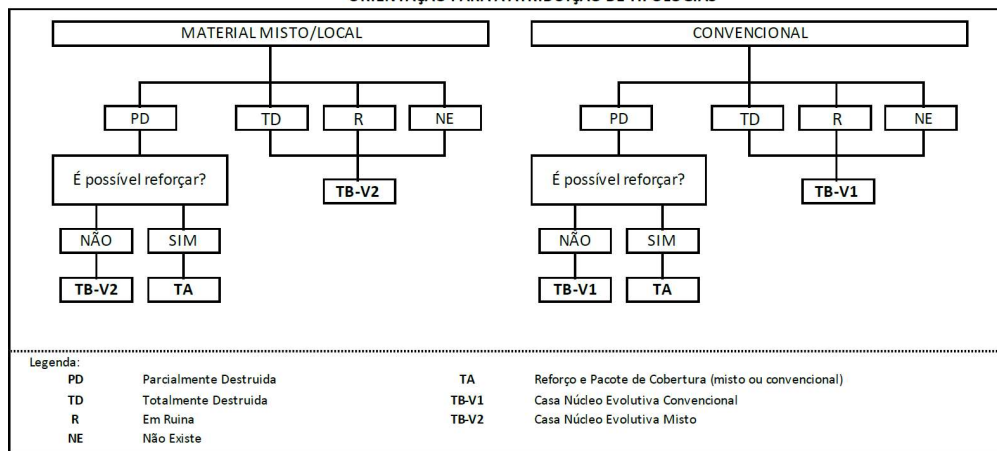 MATERIAL MISTO/LOCAL
CONVENCIONAL
PD TD R NE
PD TD R NE
É possível reforçar?
TB-V2
É possível reforçar?
TB-V1
NÃO SIM
NÃO SIM
TB-V2 TA
TB-V1 TA
Legenda:
PD Parcialmente Destruida TA Reforço e Pacote de Cobertura (misto ou convencional)
TD Totalmente Destruida TB-V1 Casa Núcleo Evolutiva Convencional
R Em Ruina TB-V2 Casa Núcleo Evolutiva Misto
NE Não Existe